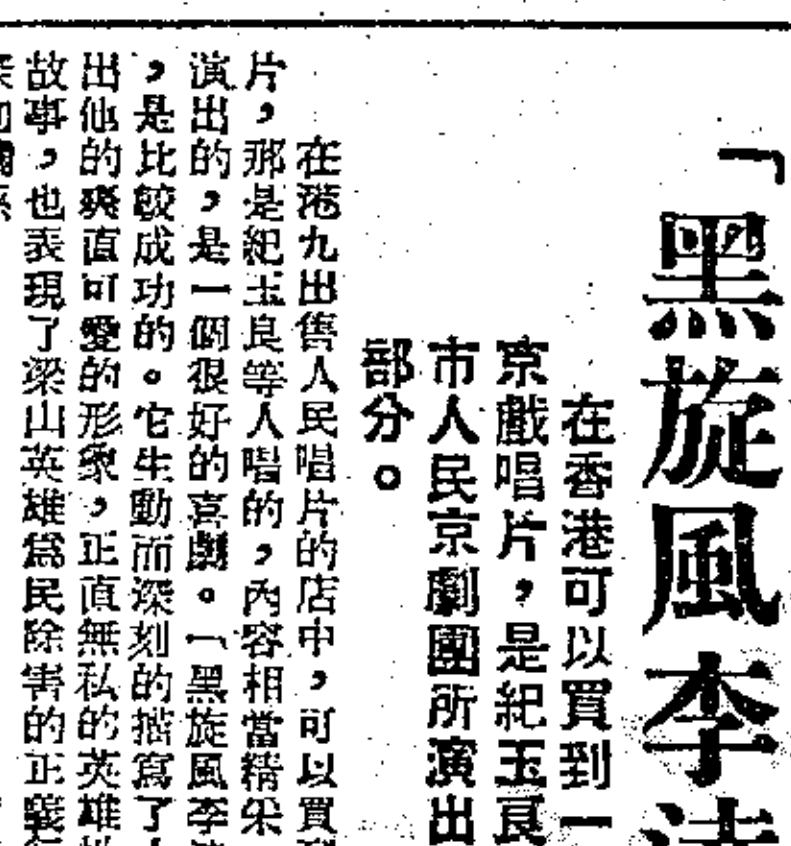 「黑旋風李逵
在香港可以買到一
京戲唱片，是紀玉良
市人民京劇團所演出
部分。
在港九出售人民唱片的店中，可以買到
片，那是紀玉良等人唱的，內容相當精采
演出的，是一個很好的喜劇。「黑旋風李逵
，是比較成功的。它生動而深刻的描寫了
出他的爽直可愛的形象，正直無私的英雄
故事，也表現了梁山英雄爲民除害的正義